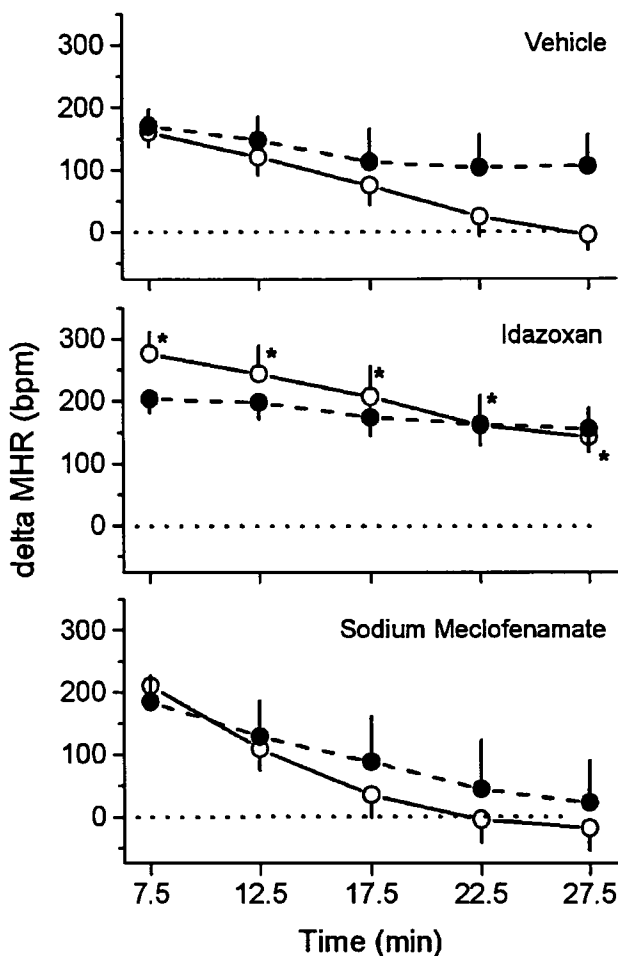 300
Vehicle
200
100
0
300
*
*
Idazoxan
200
*
*
100
*
0
delta MHR (bpm)
300
Sodium Meclofenamate
200
100
0
7.5 12.5 17.5 22.5 27.5
Time (min)